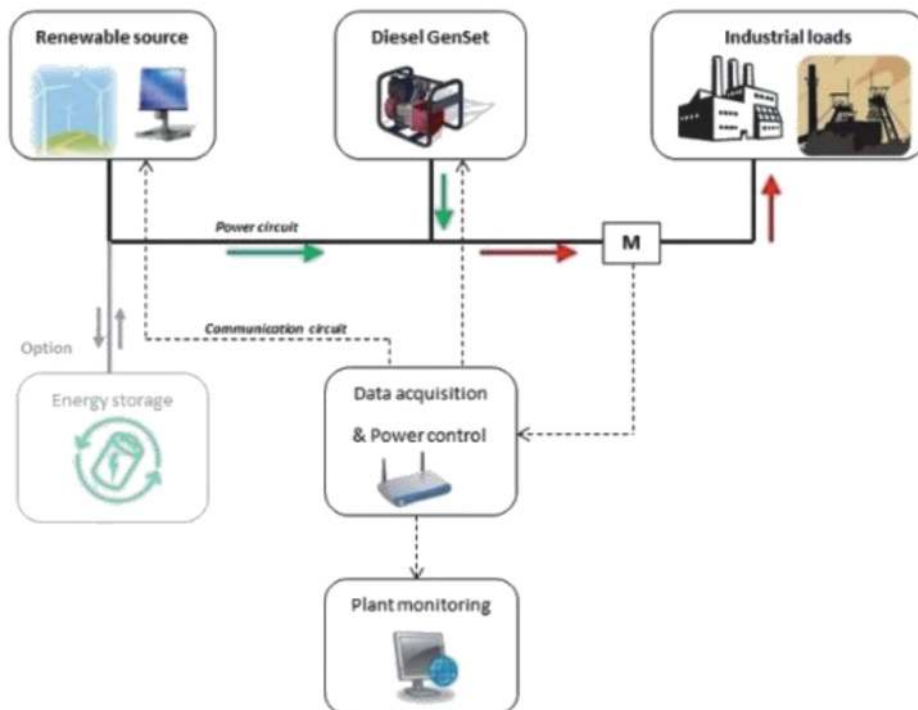 Renewable source
Diesel GenSet
Industrial loads
Power circuit
M
Communication circuit
Option
Energy storage
Data acquisition
& Power control
Plant monitoring